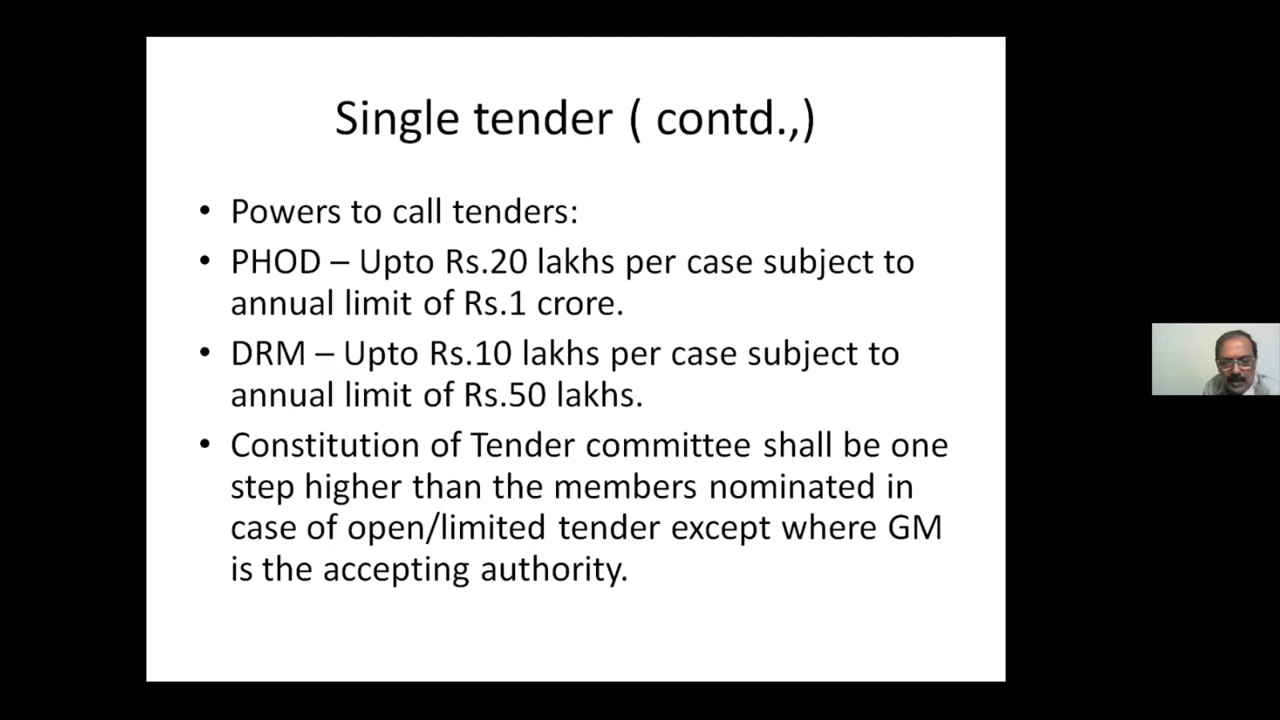 Single tender ( contd.,)
• Powers to call tenders:
• PHOD – Upto Rs.20 lakhs per case subject to
annual limit of Rs.1 crore.
• DRM – Upto Rs.10 lakhs per case subject to
annual limit of Rs.50 lakhs.
• Constitution of Tender committee shall be one
step higher than the members nominated in
case of open/limited tender except where GM
is the accepting authority.